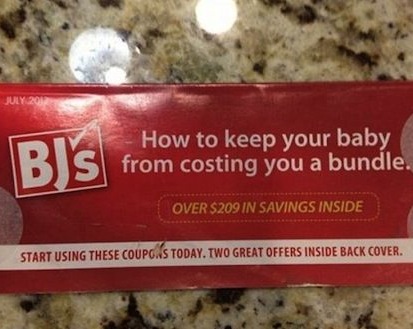 JULY 2012
BJ's
How to keep your baby
from costing you a bundle.
OVER $209 IN SAVINGS INSIDE
START USING THESE COUPONS TODAY. TWO GREAT OFFERS INSIDE BACK COVER.